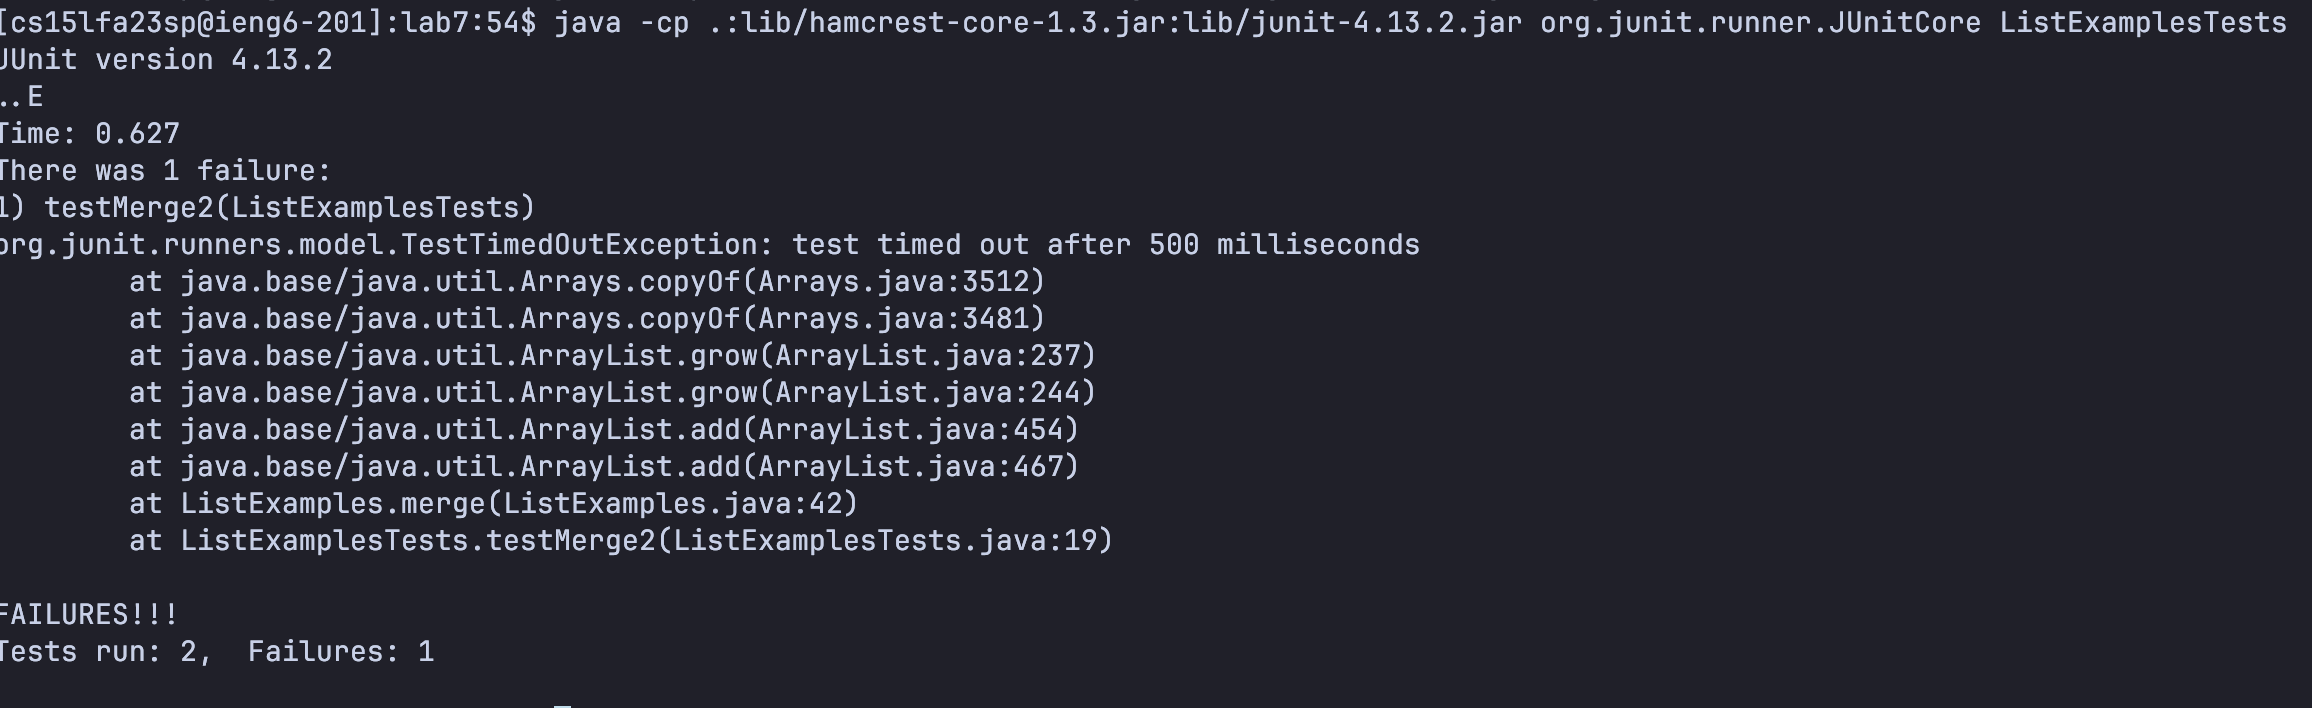 [cs15lfa23sp@ieng6-201]:lab7:54$ java -cp .:lib/hamcrest-core-1.3.jar:lib/junit-4.13.2.jar org.junit.runner.JUnitCore ListExamplesTests
JUnit version 4.13.2
..E
Time: 0.627
There was 1 failure:
1) testMerge2(ListExamplesTests)
org.junit.runners.model.TestTimedOutException: test timed out after 500 milliseconds
        at java.base/java.util.Arrays.copyOf(Arrays.java:3512)
        at java.base/java.util.Arrays.copyOf(Arrays.java:3481)
        at java.base/java.util.ArrayList.grow(ArrayList.java:237)
        at java.base/java.util.ArrayList.grow(ArrayList.java:244)
        at java.base/java.util.ArrayList.add(ArrayList.java:454)
        at java.base/java.util.ArrayList.add(ArrayList.java:467)
        at ListExamples.merge(ListExamples.java:42)
        at ListExamplesTests.testMerge2(ListExamplesTests.java:19)

FAILURES!!!
Tests run: 2,  Failures: 1